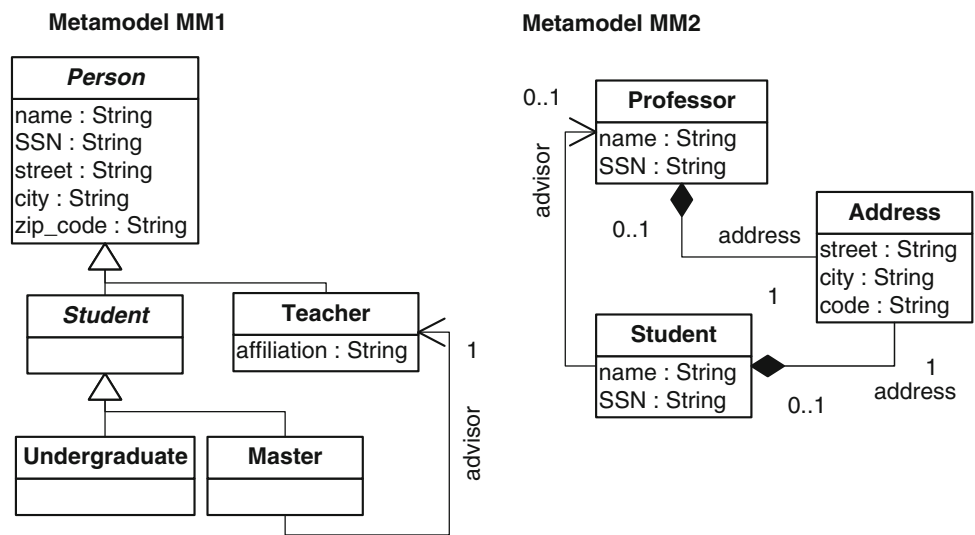 Metamodel MM1
Person
name : String
SSN : String
street : String
city : String
zip_code : String
Student
Teacher
affiliation : String
1
advisor
Undergraduate
Master
Metamodel MM2
0..1
advisor
Professor
name : String
SSN : String
0..1
address
1
Address
street : String
city : String
code : String
Student
name : String
SSN : String
0..1
1
address